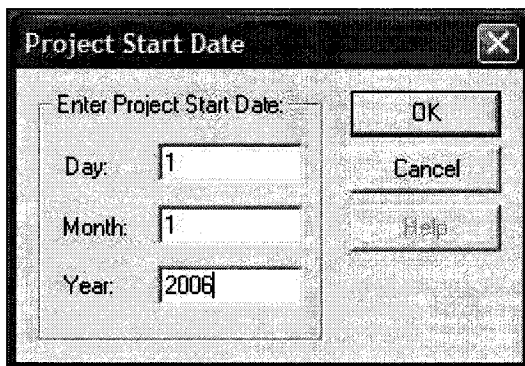 Project Start Date
Enter Project Start Date:
Day: 1
Month: 1
Year: 2006
OK
Cancel
Help